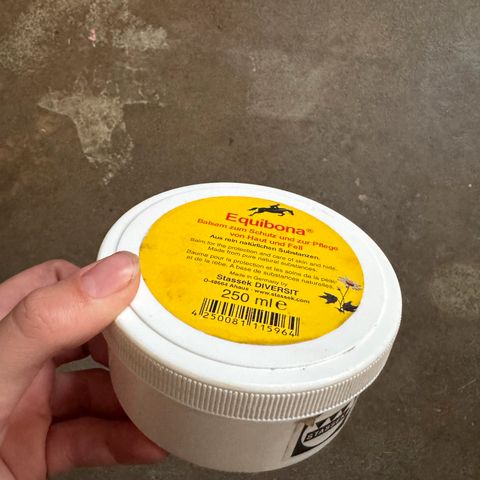 Equibona®
Balsam zum Schutz und zur Pflege
von Haut und Fell
Aus rein natürlichen Substanzen.
Balm for the protection and care of skin and hair.
Made from pure natural substances.
Baume pour la protection et les soins de la peau
et de la robe. A base de substances naturelles.
Made in Germany by
Stassek DIVERSIT
D-48664 Ahaus www.stassek.com
250 ml e
4 250081 115964
STASSEK